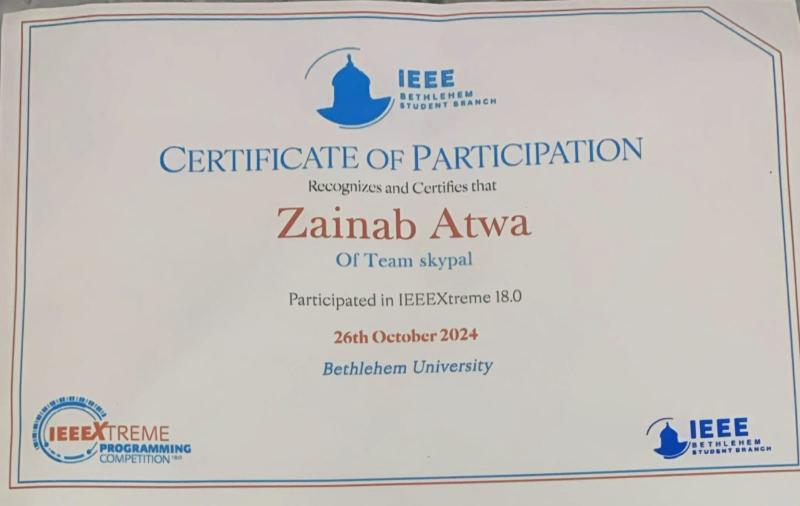 IEEE
BETHLEHEM
STUDENT BRANCH
CERTIFICATE OF PARTICIPATION
Recognizes and Certifies that
Zainab Atwa
Of Team skypal
Participated in IEEEXtreme 18.0
26th October 2024
Bethlehem University
IEEEXTREME
PROGRAMMING
COMPETITION 18.0
IEEE
BETHLEHEM
STUDENT BRANCH